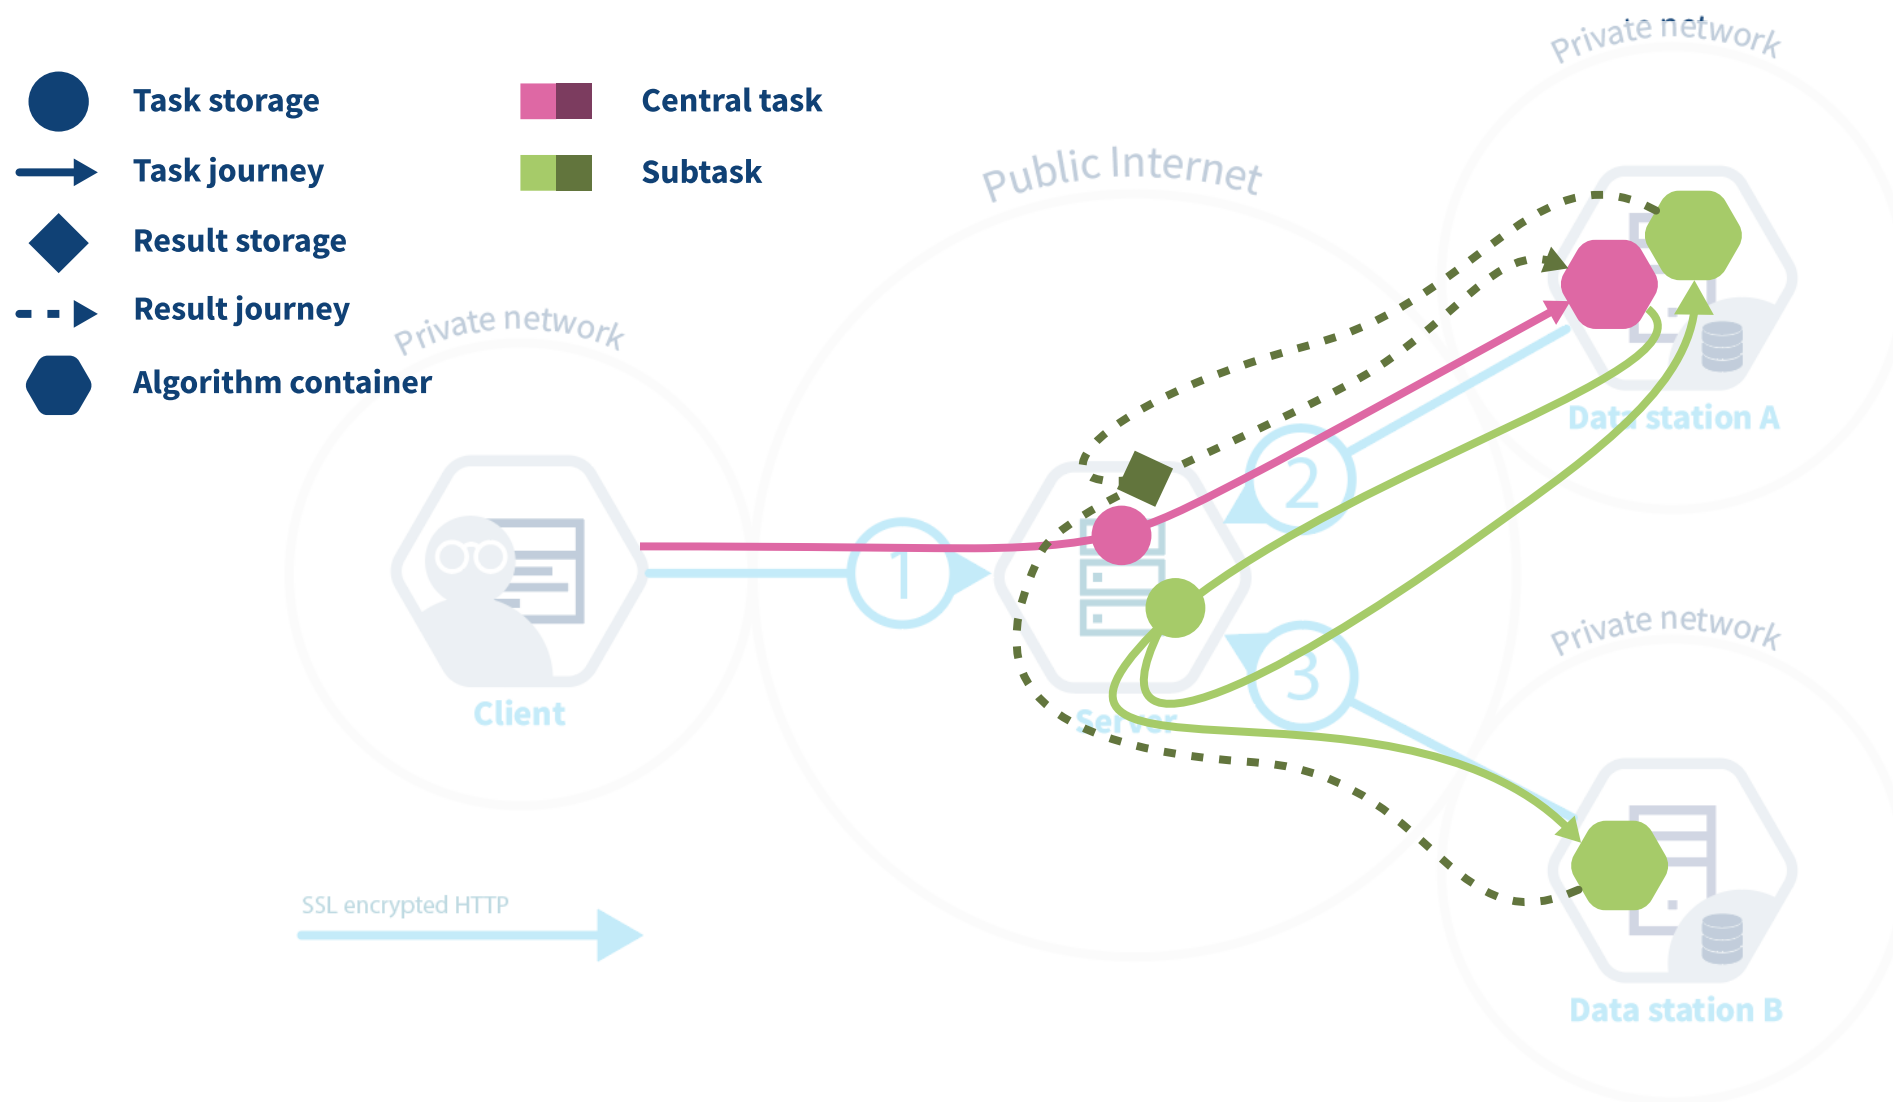 Task storage
Task journey
Result storage
Result journey
Algorithm container
Central task
Subtask
Private network
Public Internet
Private network
Data station A
2
1
Client
Server
3
Private network
Data station B
SSL encrypted HTTP